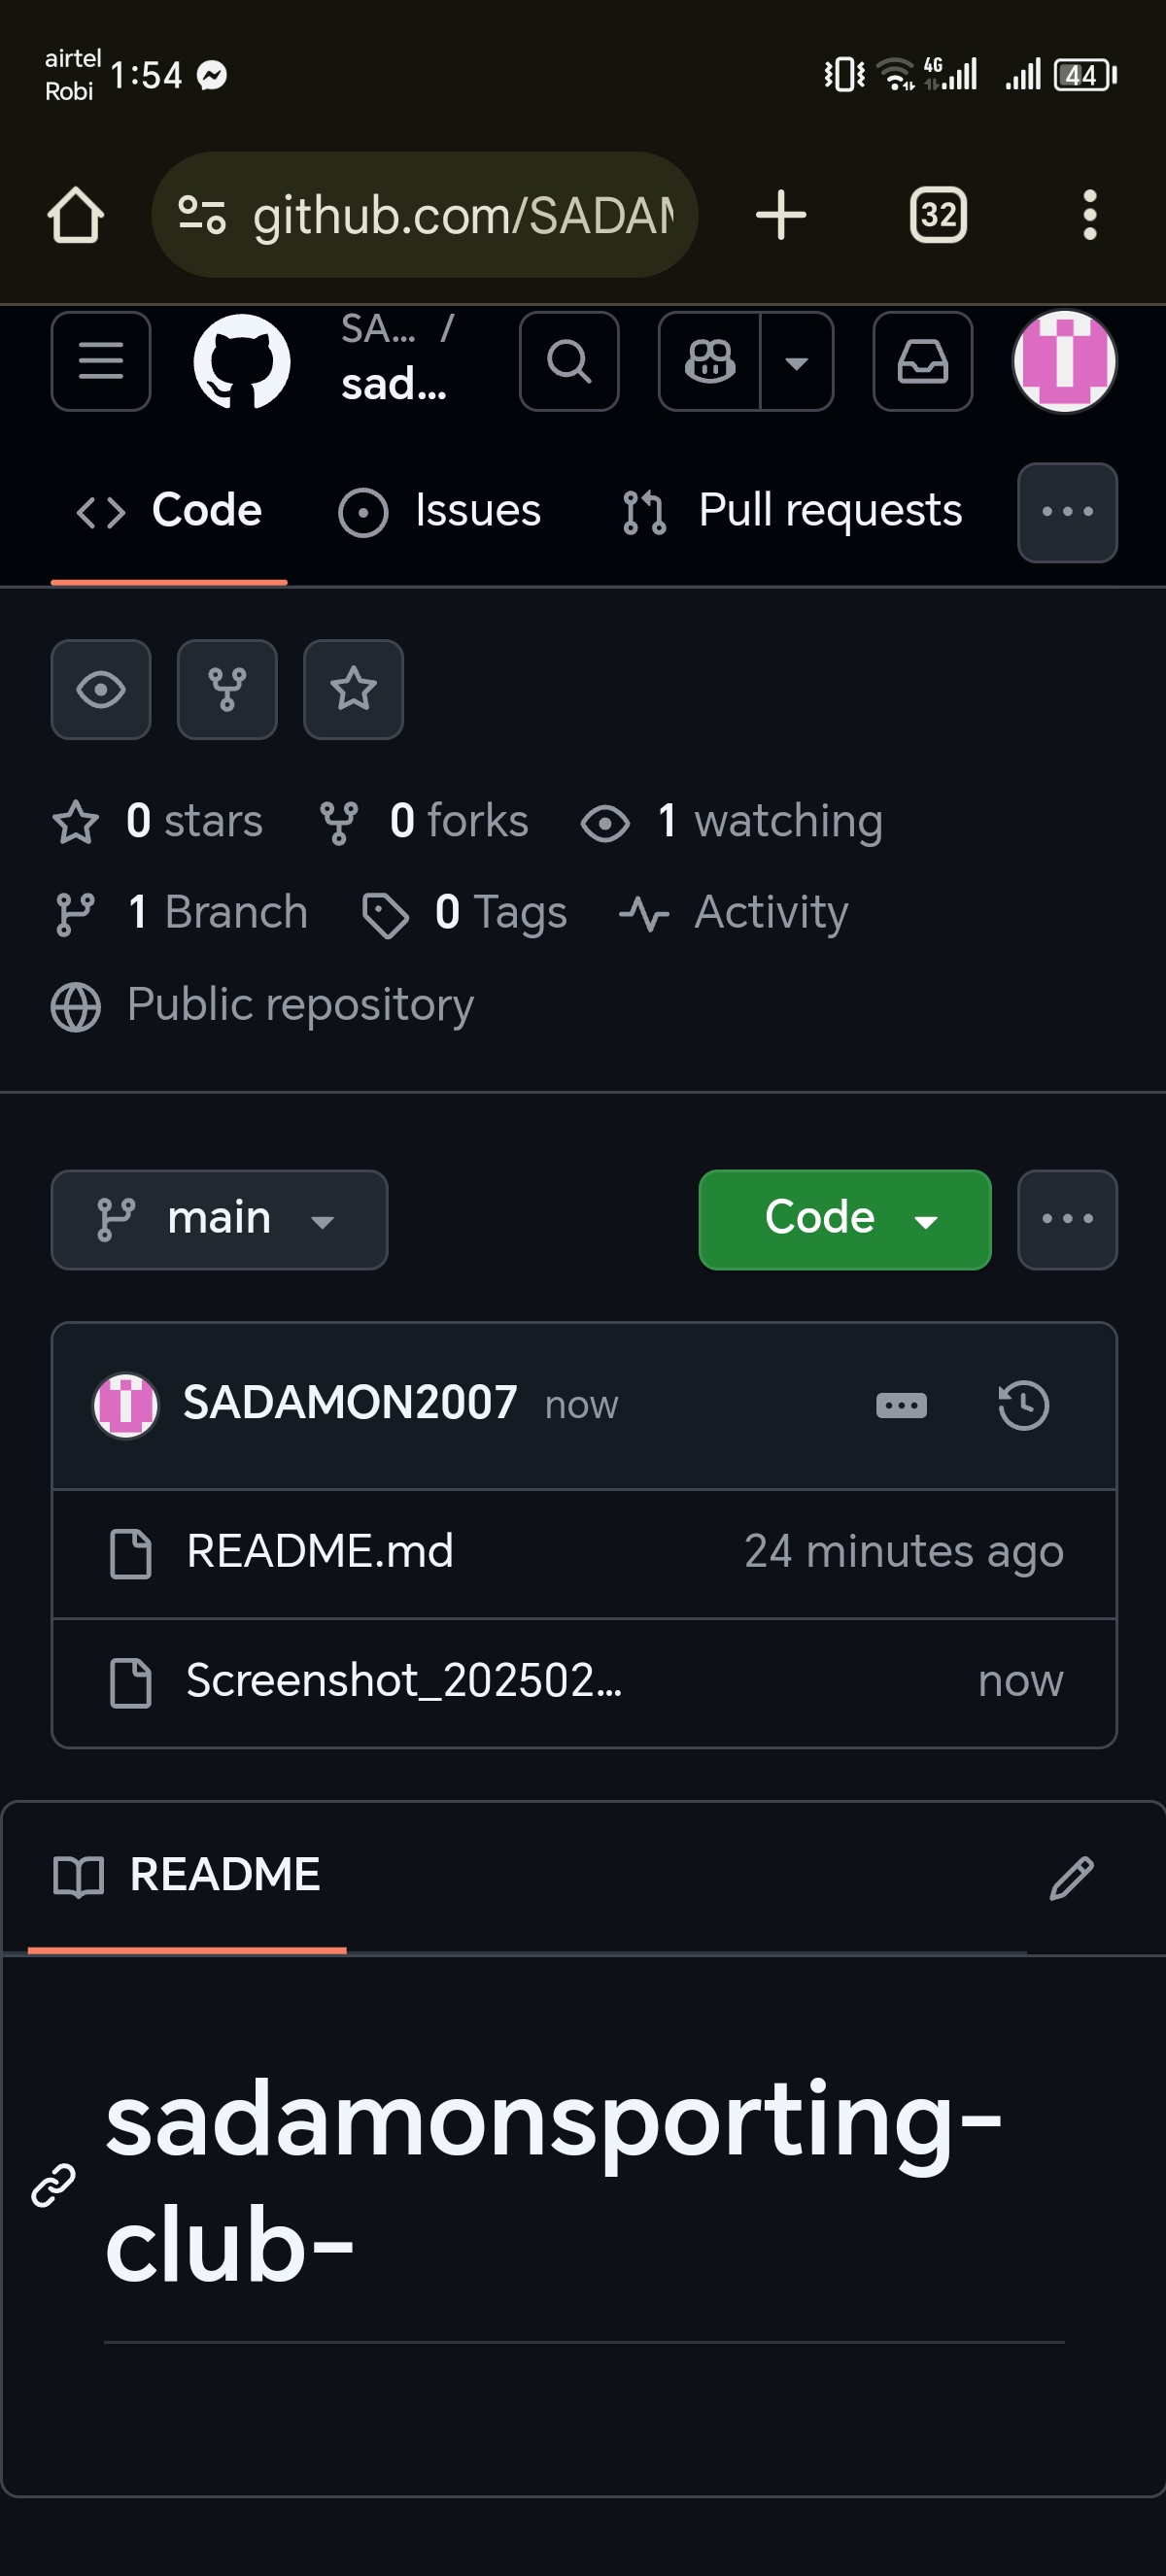 airtel
Robi
1:54
4G
44
github.com/SADAM
32
SA... /
sad...
Code
Issues
Pull requests
0 stars
0 forks
1 watching
1 Branch
0 Tags
Activity
Public repository
main
Code
SADAMON2007 now
README.md 24 minutes ago
Screenshot_202502... now
README
sadamonsporting-
club-